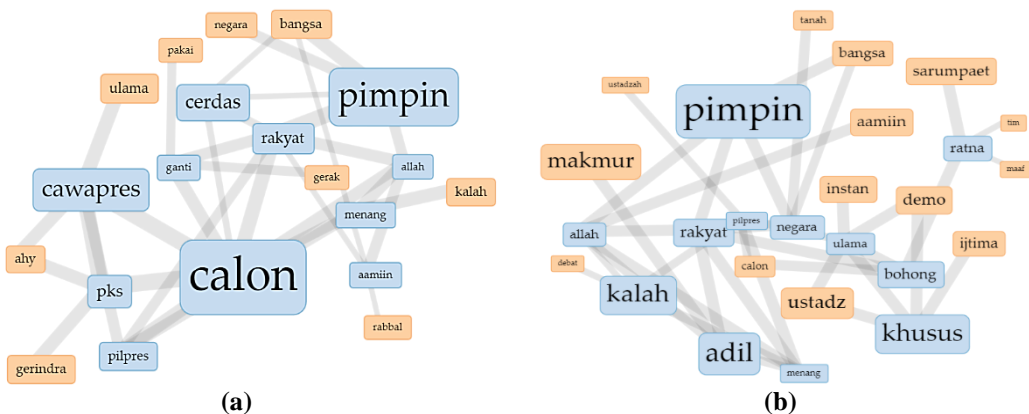 negara
bangsa
pakai
ulama
cerdas
pimpin
rakyat
ganti
allah
gerak
cawapres
kalah
menang
calon
ahy
pks
aamiin
rabbal
pilpres
gerindra
(a)
tanah
bangsa
sarumpaet
ustadzah
pimpin
aamiin
tim
ratna
makmur
maaf
instan
demo
pilpres
allah
rakyat
negara
ulama
ijtima
debat
calon
bohong
kalah
ustadz
khusus
adil
menang
(b)